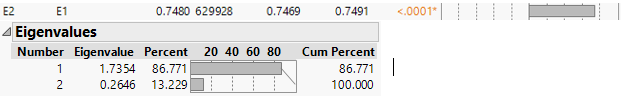 E2 E1 0.7480 629928 0.7469 0.7491 <.0001*
Eigenvalues
Number Eigenvalue Percent 20 40 60 80 Cum Percent
1 1.7354 86.771 86.771
2 0.2646 13.229 100.000